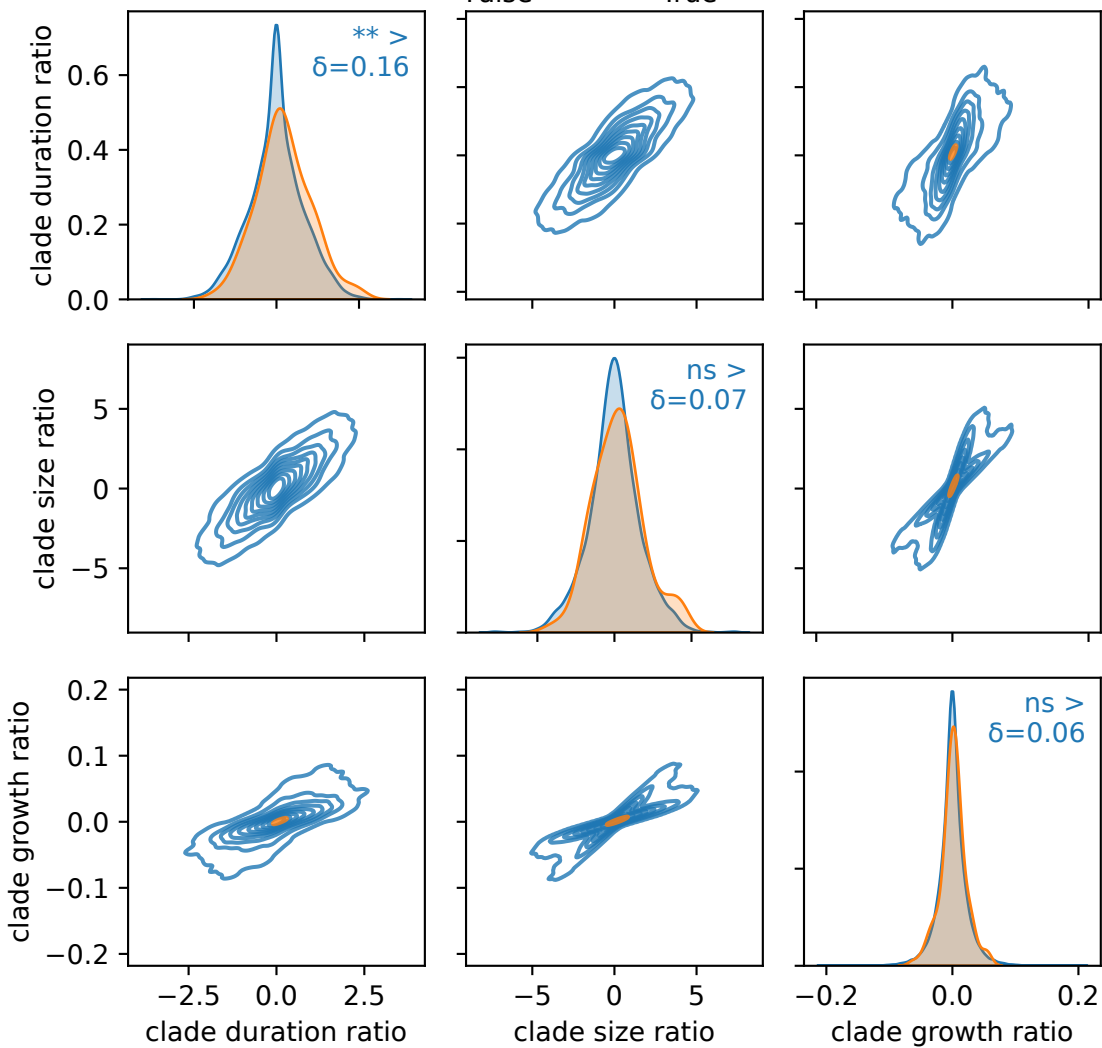 False True
clade duration ratio
0.6
0.4
0.2
0.0
** >
δ=0.16
clade size ratio
5
0
−5
ns >
δ=0.07
clade growth ratio
0.2
0.1
0.0
−0.1
−0.2
ns >
δ=0.06
−2.5 0.0 2.5
−5 0 5
−0.2 0.0 0.2
clade duration ratio
clade size ratio
clade growth ratio